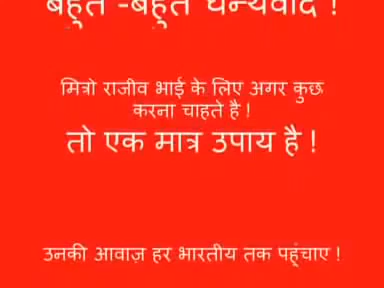 बहुत -बहुत धन्यवाद !
मित्रो राजीव भाई के लिए अगर कुछ
करना चाहते है !
तो एक मात्र उपाय है !
उनकी आवाज़ हर भारतीय तक पहूंचाए !